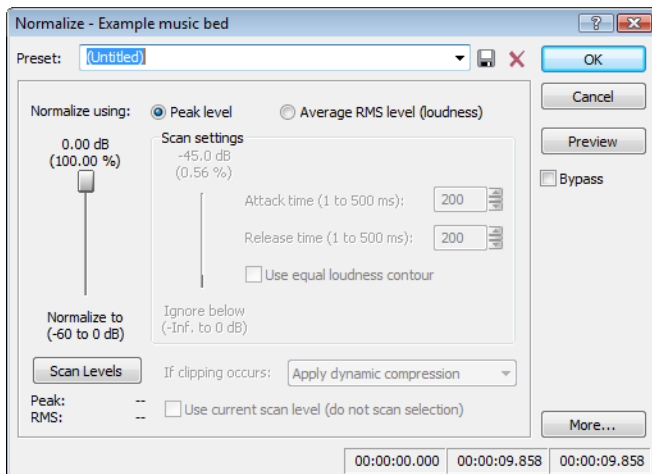 Normalize - Example music bed
Preset: (Untitled)
OK
Cancel
Preview
Bypass
Normalize using: Peak level Average RMS level (loudness)
0.00 dB
(100.00 %)
Normalize to
(-60 to 0 dB)
Scan settings
-45.0 dB
(0.56 %)
Attack time (1 to 500 ms): 200
Release time (1 to 500 ms): 200
Use equal loudness contour
Ignore below
(-Inf. to 0 dB)
Scan Levels
If clipping occurs: Apply dynamic compression
Peak: --
RMS: --
Use current scan level (do not scan selection)
More...
00:00:00.000 00:00:09.858 00:00:09.858